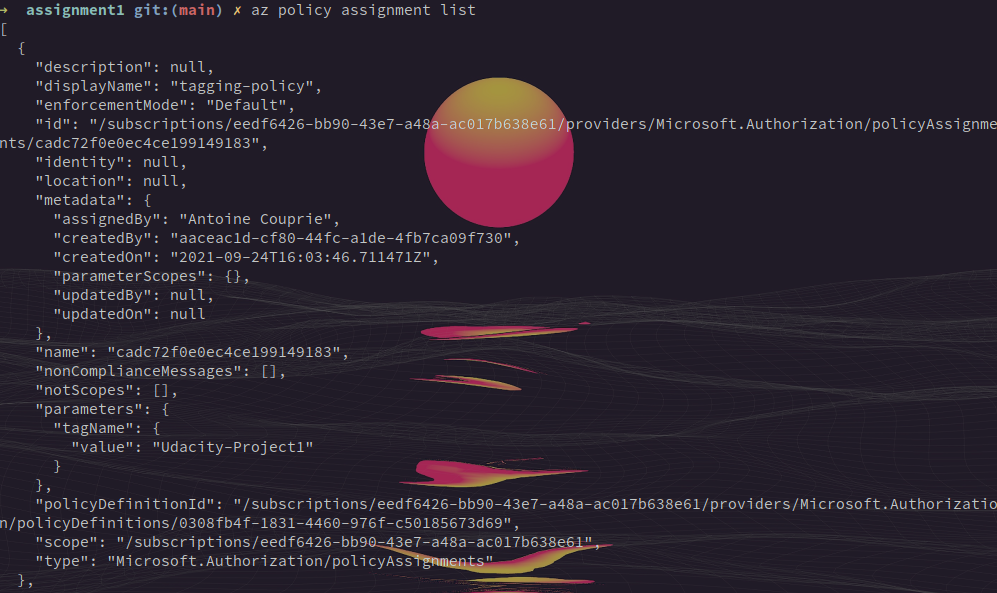 →  assignment1 git:(main) ✗ az policy assignment list
[
  {
    "description": null,
    "displayName": "tagging-policy",
    "enforcementMode": "Default",
    "id": "/subscriptions/eedf6426-bb90-43e7-a48a-ac017b638e61/providers/Microsoft.Authorization/policyAssignme
nts/cadc72f0e0ec4ce199149183",
    "identity": null,
    "location": null,
    "metadata": {
      "assignedBy": "Antoine Couprie",
      "createdBy": "aaceac1d-cf80-44fc-a1de-4fb7ca09f730",
      "createdOn": "2021-09-24T16:03:46.711471Z",
      "parameterScopes": {},
      "updatedBy": null,
      "updatedOn": null
    },
    "name": "cadc72f0e0ec4ce199149183",
    "nonComplianceMessages": [],
    "notScopes": [],
    "parameters": {
      "tagName": {
        "value": "Udacity-Project1"
      }
    },
    "policyDefinitionId": "/subscriptions/eedf6426-bb90-43e7-a48a-ac017b638e61/providers/Microsoft.Authorizatio
n/policyDefinitions/0308fb4f-1831-4460-976f-c50185673d69",
    "scope": "/subscriptions/eedf6426-bb90-43e7-a48a-ac017b638e61",
    "type": "Microsoft.Authorization/policyAssignments"
  },